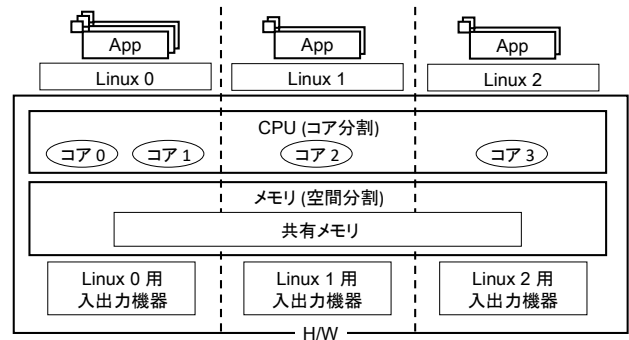 App
App
App
Linux 0
Linux 1
Linux 2
CPU (コア分割)
コア 0
コア 1
コア 2
コア 3
メモリ (空間分割)
共有メモリ
Linux 0 用
入出力機器
Linux 1 用
入出力機器
Linux 2 用
入出力機器
H/W